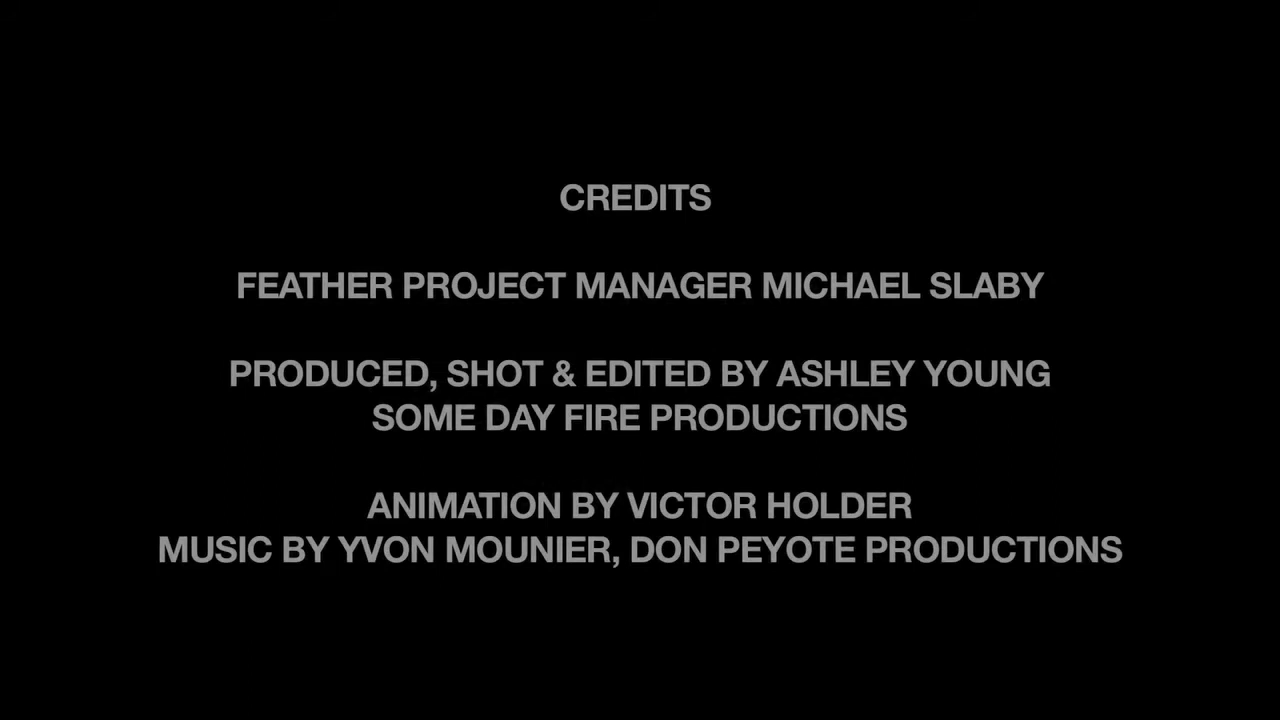 CREDITS
FEATHER PROJECT MANAGER MICHAEL SLABY
PRODUCED, SHOT & EDITED BY ASHLEY YOUNG
SOME DAY FIRE PRODUCTIONS
ANIMATION BY VICTOR HOLDER
MUSIC BY YVON MOUNIER, DON PEYOTE PRODUCTIONS